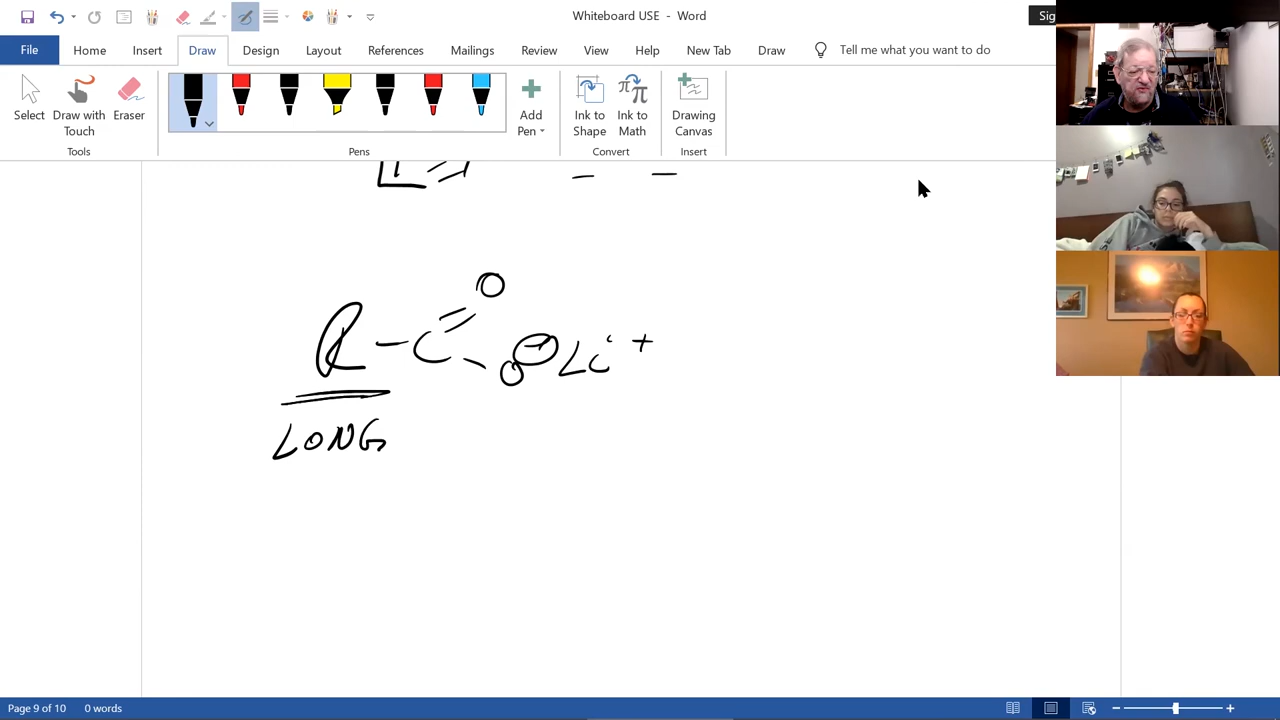 Whiteboard USE - Word
Sig
File Home Insert Draw Design Layout References Mailings Review View Help New Tab Draw Tell me what you want to do
Select
Draw with Touch
Eraser
Add Pen
Ink to Shape
Ink to Math
Drawing Canvas
Tools Pens Convert Insert
O
R - C
O⊖ Li +
LONG
Page 9 of 10 0 words